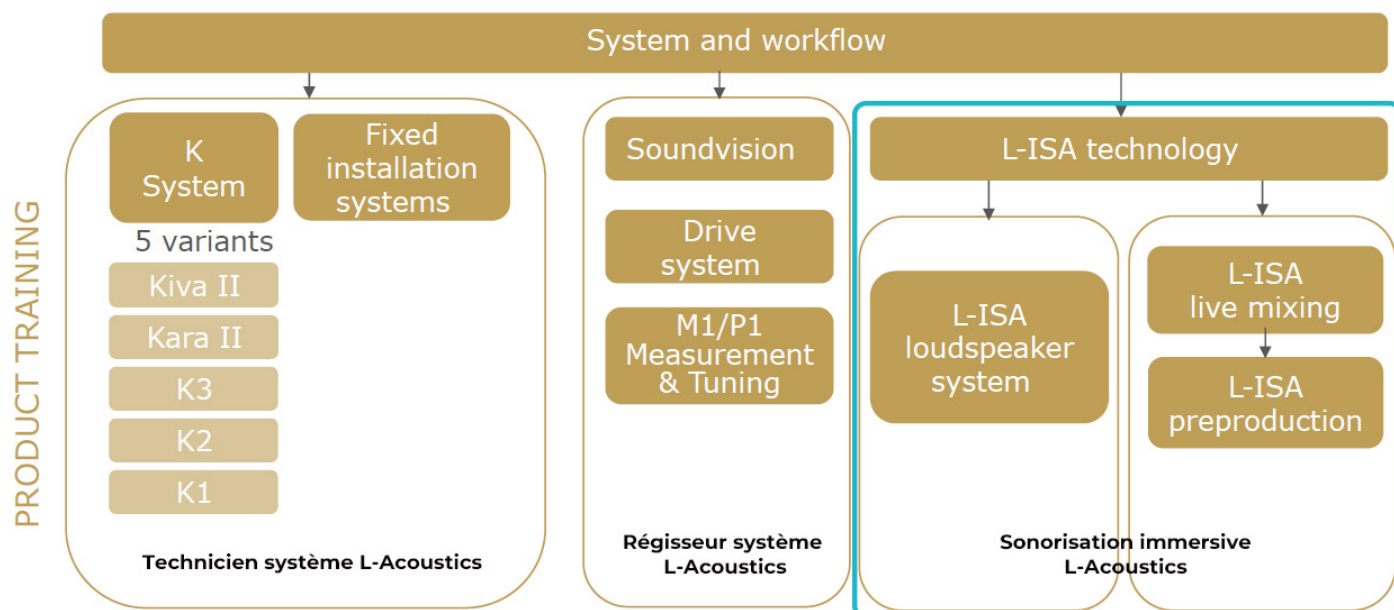 System and workflow
PRODUCT TRAINING
K
System
Fixed
installation
systems
5 variants
Kiva II
Kara II
K3
K2
K1
Technicien système L-Acoustics
Soundvision
Drive
system
M1/P1
Measurement
& Tuning
Régisseur système
L-Acoustics
L-ISA technology
L-ISA
loudspeaker
system
L-ISA
live mixing
L-ISA
preproduction
Sonorisation immersive
L-Acoustics